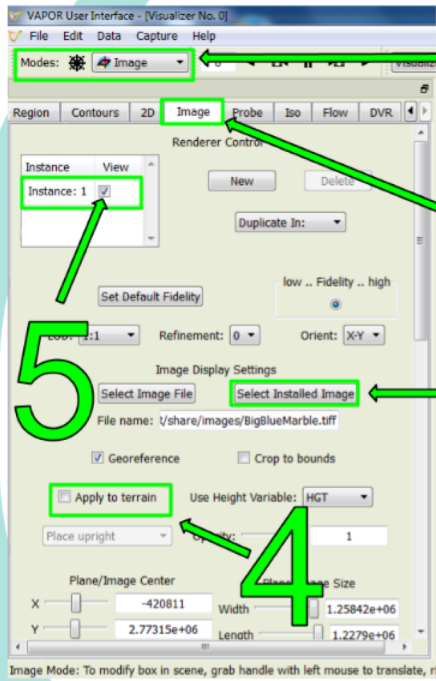 VAPOR User Interface - [Visualizer No. 0]
File Edit Data Capture Help
Modes: Image
Region Contours 2D Image Probe Iso Flow DVR
Renderer Control
Instance View
Instance: 1
New Delete
Duplicate In:
low .. Fidelity .. high
Set Default Fidelity
1:1 Refinement: 0 Orient: X-Y
5
Image Display Settings
Select Image File Select Installed Image
File name: /share/images/BigBlueMarble.tiff
Georeference Crop to bounds
Apply to terrain Use Height Variable: HGT
Place upright 1
4
Plane/Image Center Size
X -420811 Width 1.25842e+06
Y 2.77315e+06 Length 1.2279e+06
Image Mode: To modify box in scene, grab handle with left mouse to translate,